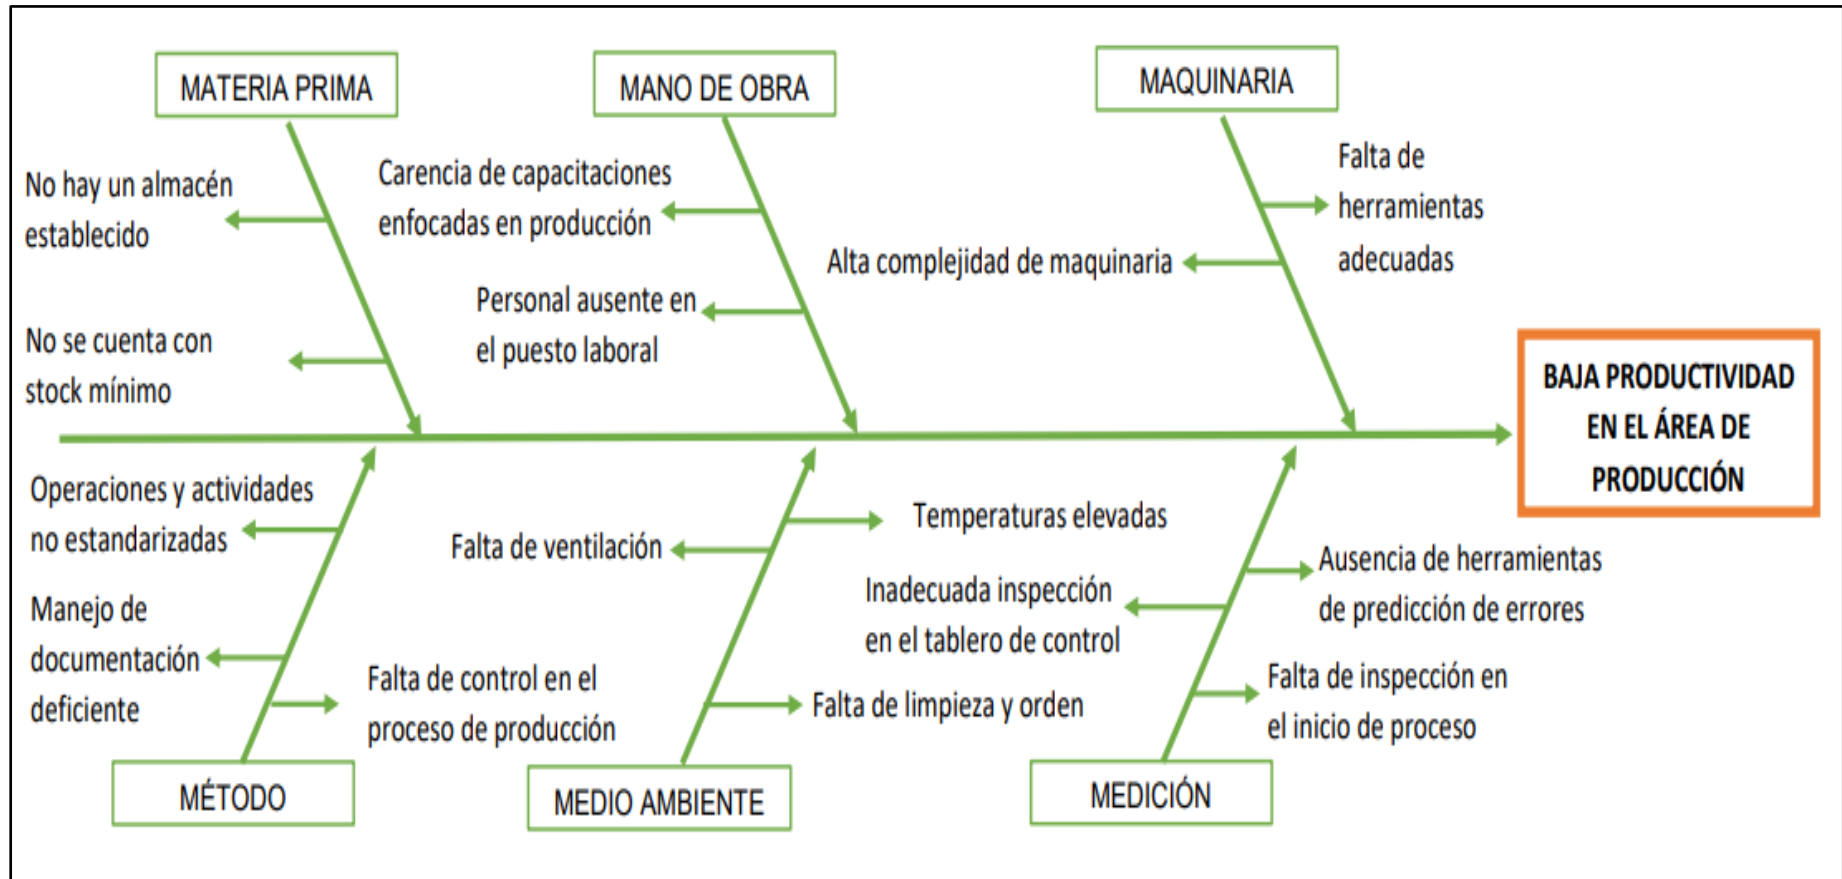 MATERIA PRIMA
No hay un almacén
establecido
No se cuenta con
stock mínimo
MANO DE OBRA
Carencia de capacitaciones
enfocadas en producción
Personal ausente en
el puesto laboral
MAQUINARIA
Falta de
herramientas
adecuadas
Alta complejidad de maquinaria
BAJA PRODUCTIVIDAD
EN EL ÁREA DE
PRODUCCIÓN
Operaciones y actividades
no estandarizadas
Manejo de
documentación
deficiente
Falta de control en el
proceso de producción
MÉTODO
Temperaturas elevadas
Falta de ventilación
Falta de limpieza y orden
MEDIO AMBIENTE
Ausencia de herramientas
de predicción de errores
Inadecuada inspección
en el tablero de control
Falta de inspección en
el inicio de proceso
MEDICIÓN